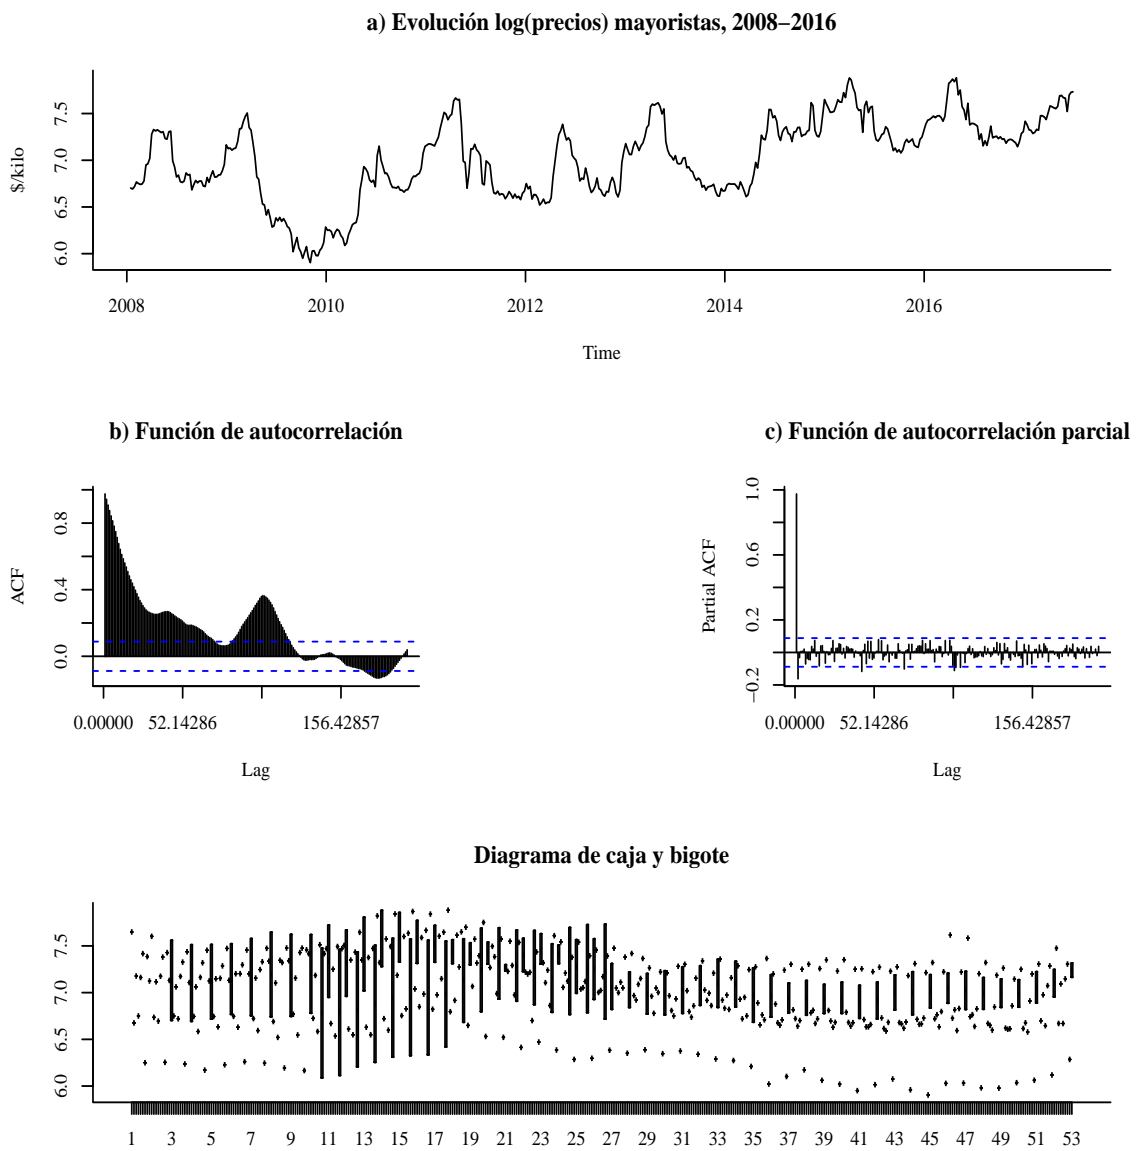 a) Evolución log(precios) mayoristas, 2008−2016
$/kilo
7.5
7.0
6.5
6.0
2008 2010 2012 2014 2016
Time
b) Función de autocorrelación
ACF
0.8
0.4
0.0
0.00000 52.14286 156.42857
Lag
c) Función de autocorrelación parcial
Partial ACF
1.0
0.6
0.2
−0.2
0.00000 52.14286 156.42857
Lag
Diagrama de caja y bigote
7.5
7.0
6.5
6.0
1 3 5 7 9 11 13 15 17 19 21 23 25 27 29 31 33 35 37 39 41 43 45 47 49 51 53